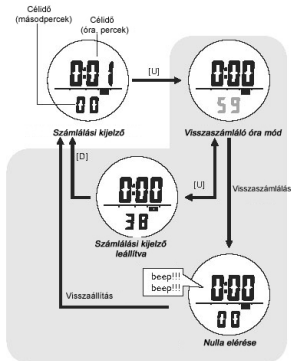 Célidő
(másodpercek)
Célidő
(óra, percek)
0:01
00
[U]
0:00
59
Számlálási kijelző
Visszaszámláló óra mód
[D]
0:00
38
[U]
Visszaszámlálás
Számlálási kijelző
leállítva
beep!!!
beep!!!
0:00
00
Visszaállítás
Nulla elérése